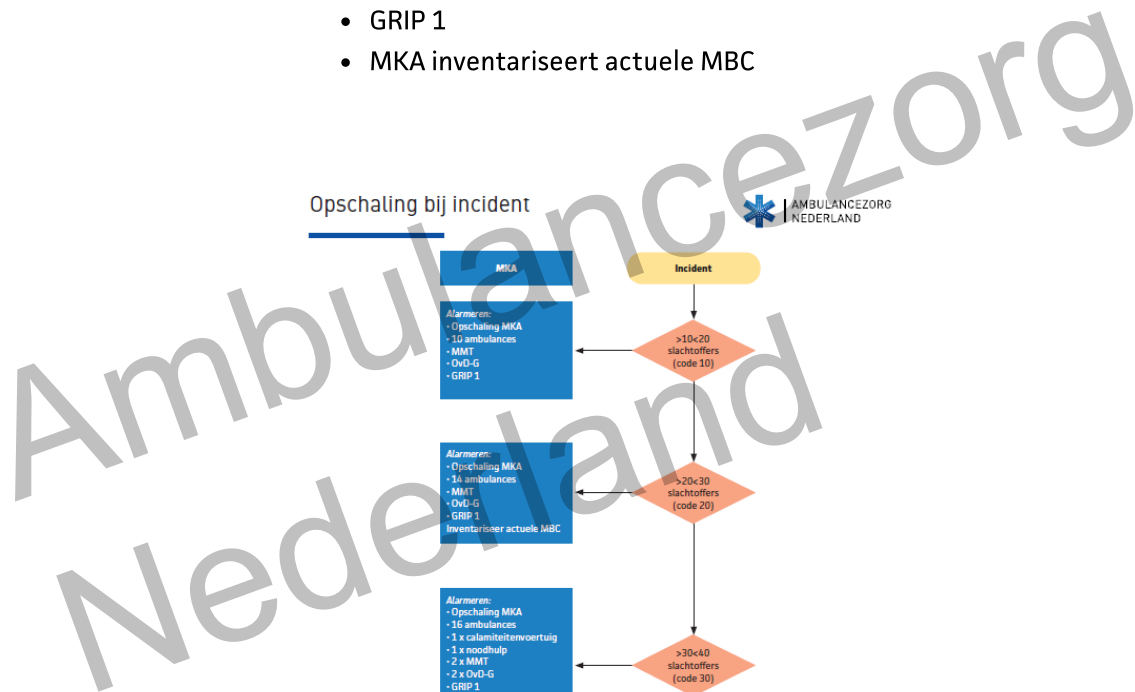 • GRIP 1
• MKA inventariseert actuele MBC
Opschaling bij incident
AMBULANCEZORG
NEDERLAND
MKA
Incident
Alarmeren:
- Opschaling MKA
- 10 ambulances
- MMT
- OvD-G
- GRIP 1
>10<20
slachtoffers
(code 10)
Alarmeren:
- Opschaling MKA
- 14 ambulances
- MMT
- OvD-G
- GRIP 1
Inventariseer actuele MBC
>20<30
slachtoffers
(code 20)
Alarmeren:
- Opschaling MKA
- 16 ambulances
- 1 x calamiteitenvoertuig
- 1 x noodhulp
- 2 x MMT
- 2 x OvD-G
- GRIP 1
>30<40
slachtoffers
(code 30)
Ambulancezorg
Nederland